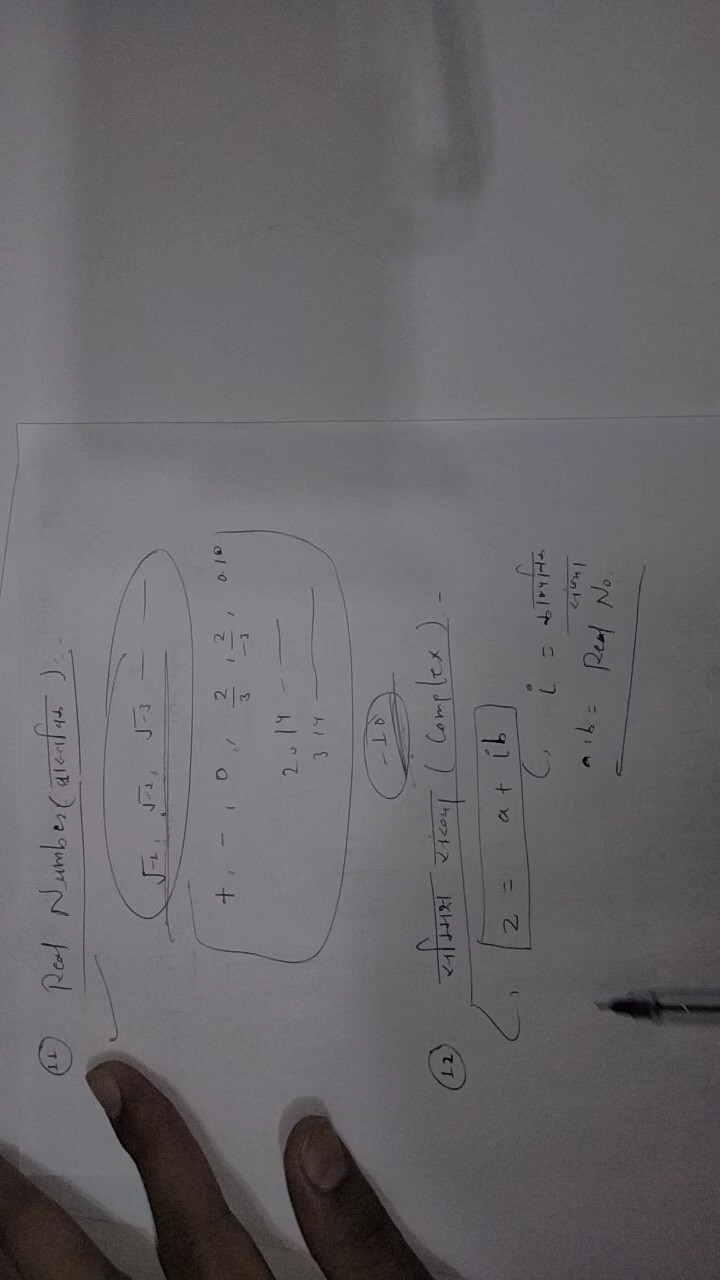 11 Real Number (वास्तविक) :-
√-1, √-2, √-3 — —
+, -, 0, , 2/3, 2/-3, 0.10
2.14 - —
3.14 —
-10
12 सम्मिश्र संख्या (Complex) -
z = a + ib
i = काल्पनिक संख्या
a, b = Real No.